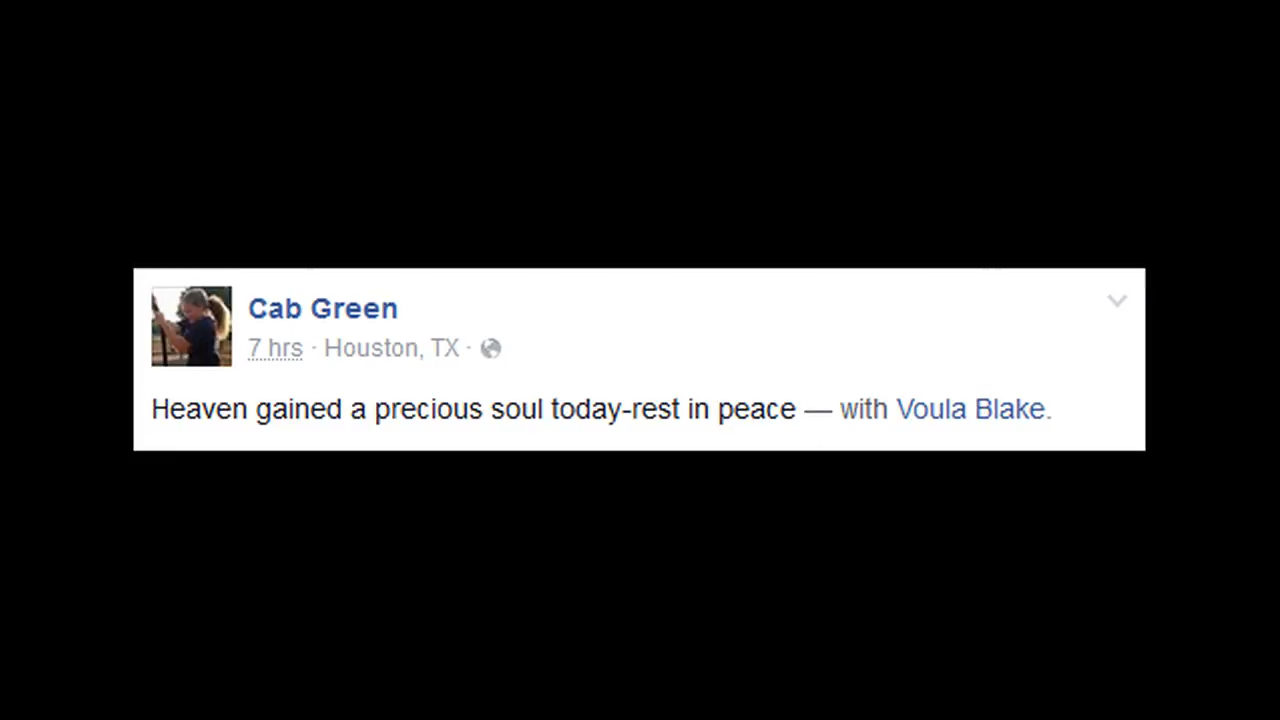 Cab Green
7 hrs · Houston, TX ·
Heaven gained a precious soul today-rest in peace — with Voula Blake.